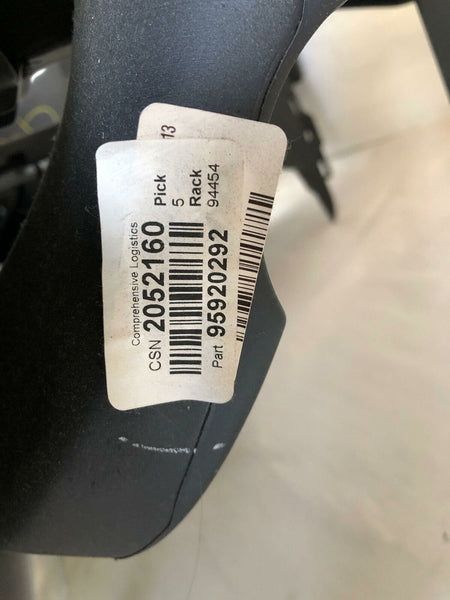 Comprehensive Logistics
CSN 2052160
Pick
5
Rack
94454
Part 95920292
13